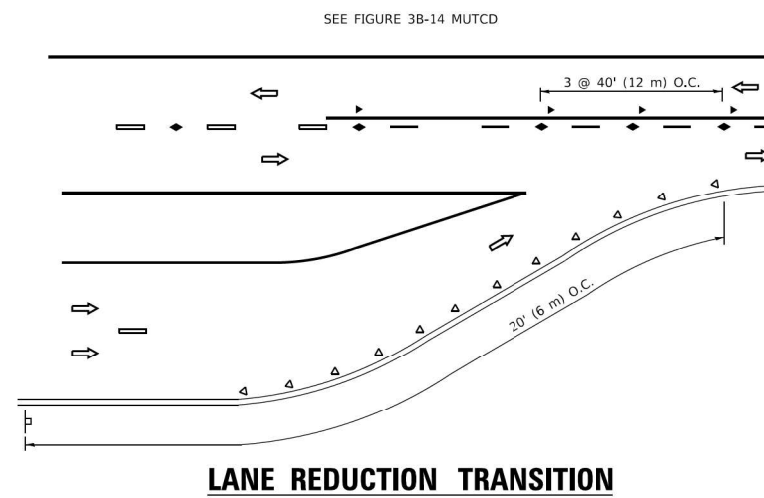 SEE FIGURE 3B-14 MUTCD
3 @ 40' (12 m) O.C.
20' (6 m) O.C.
LANE REDUCTION TRANSITION